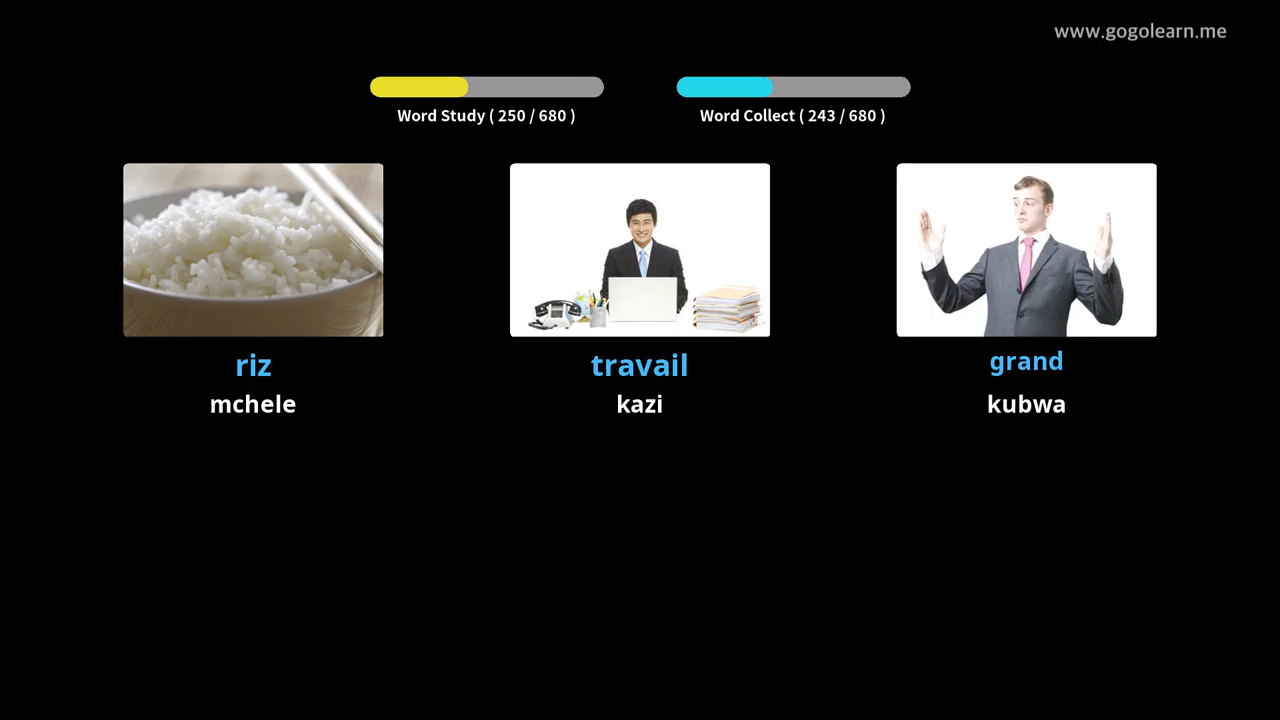 www.gogolearn.me
Word Study ( 250 / 680 )
Word Collect ( 243 / 680 )
riz
travail
grand
mchele
kazi
kubwa